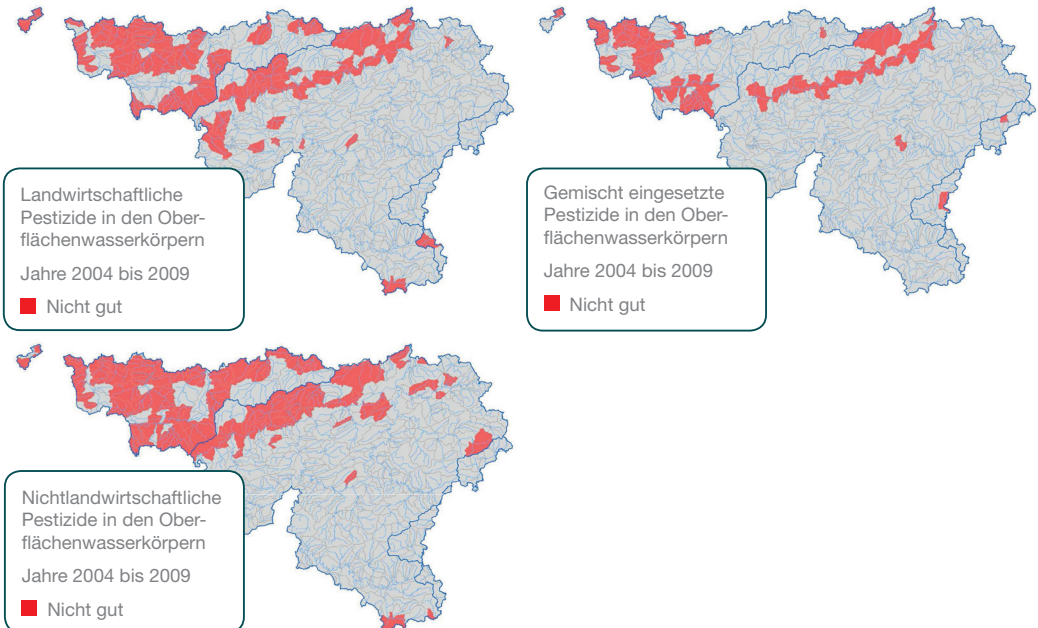 Landwirtschaftliche
Pestizide in den Ober-
flächenwasserkörpern
Jahre 2004 bis 2009
Nicht gut
Gemischt eingesetzte
Pestizide in den Ober-
flächenwasserkörpern
Jahre 2004 bis 2009
Nicht gut
Nichtlandwirtschaftliche
Pestizide in den Ober-
flächenwasserkörpern
Jahre 2004 bis 2009
Nicht gut